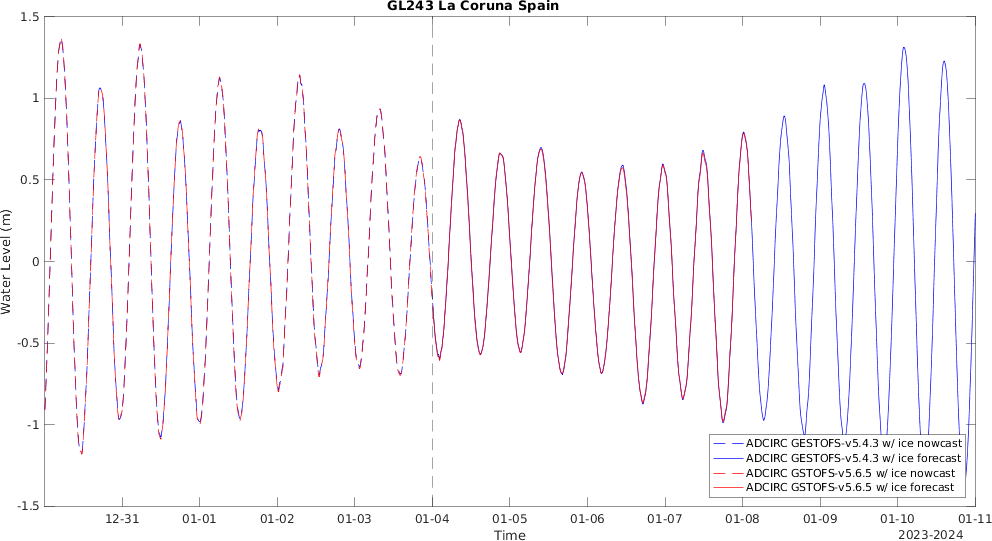 GL243 La Coruna Spain
1.5
1
0.5
0
-0.5
-1
-1.5
Water Level (m)
ADCIRC GESTOFS-v5.4.3 w/ ice nowcast
ADCIRC GESTOFS-v5.4.3 w/ ice forecast
ADCIRC GSTOFS-v5.6.5 w/ ice nowcast
ADCIRC GSTOFS-v5.6.5 w/ ice forecast
12-31 01-01 01-02 01-03 01-04 01-05 01-06 01-07 01-08 01-09 01-10 01-11
Time
2023-2024